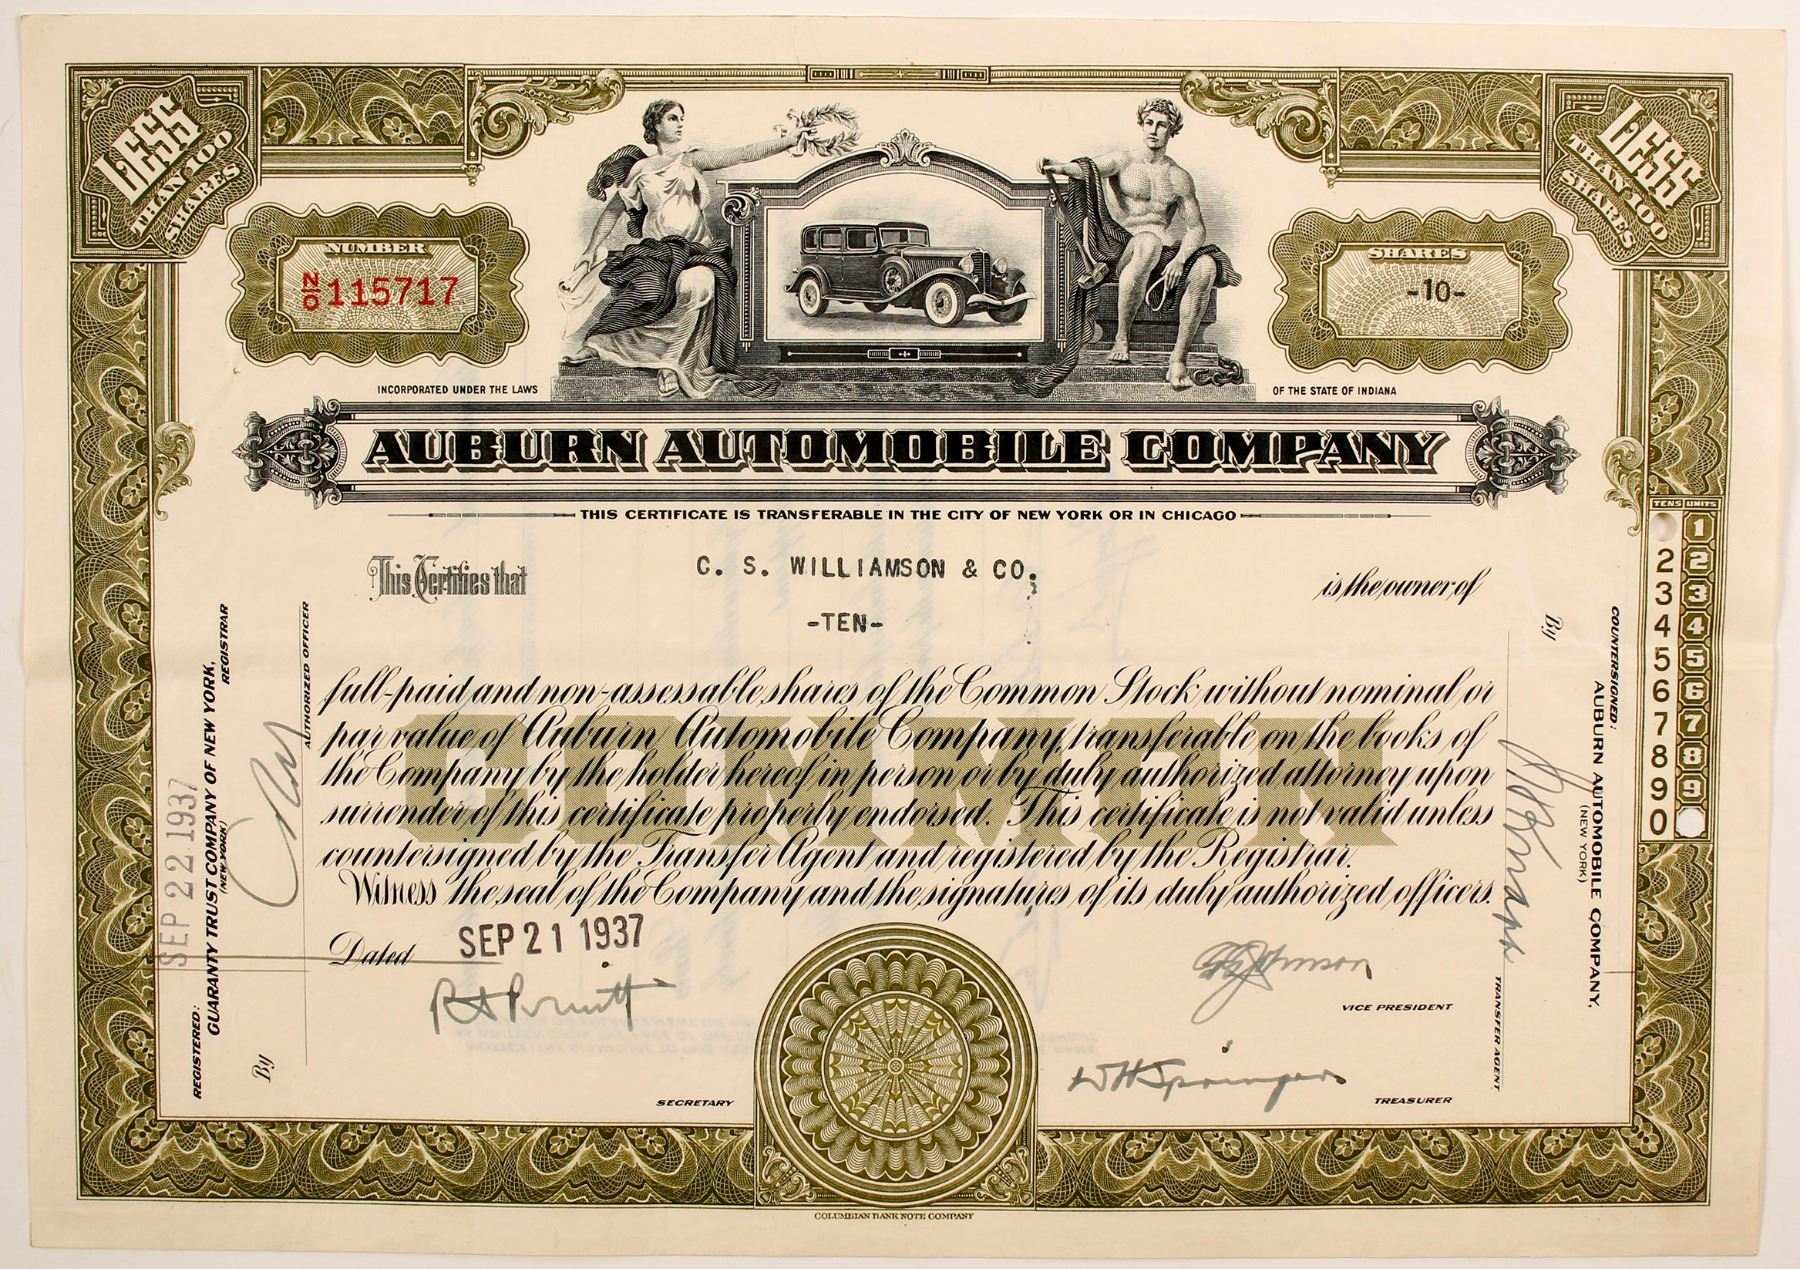 LESS
THAN 100
SHARES
LESS
THAN 100
SHARES
NUMBER
NO 115717
SHARES
-10-
INCORPORATED UNDER THE LAWS
OF THE STATE OF INDIANA
AUBURN AUTOMOBILE COMPANY
THIS CERTIFICATE IS TRANSFERABLE IN THE CITY OF NEW YORK OR IN CHICAGO
This Certifies that
C. S. WILLIAMSON & CO.
is the owner of
-TEN-
full-paid and non-assessable shares of the Common Stock without nominal or
par value of Auburn Automobile Company, transferable on the books of
the Company by the holder hereof in person or by duly authorized attorney upon
surrender of this certificate properly endorsed. This certificate is not valid unless
countersigned by the Transfer Agent and registered by the Registrar.
Witness the seal of the Company and the signatures of its duly authorized officers.
COMMON
Dated SEP 21 1937
SECRETARY
Johnson
VICE PRESIDENT
W H Springer
TREASURER
REGISTERED:
GUARANTY TRUST COMPANY OF NEW YORK,
(NEW YORK)
REGISTRAR
SEP 22 1937
By
AUTHORIZED OFFICER
COUNTERSIGNED:
AUBURN AUTOMOBILE COMPANY,
(NEW YORK)
By
TRANSFER AGENT
TENS UNITS
1
2 2
3 3
4 4
5 5
6 6
7 7
8 8
9 9
0
COLUMBIAN BANK NOTE COMPANY